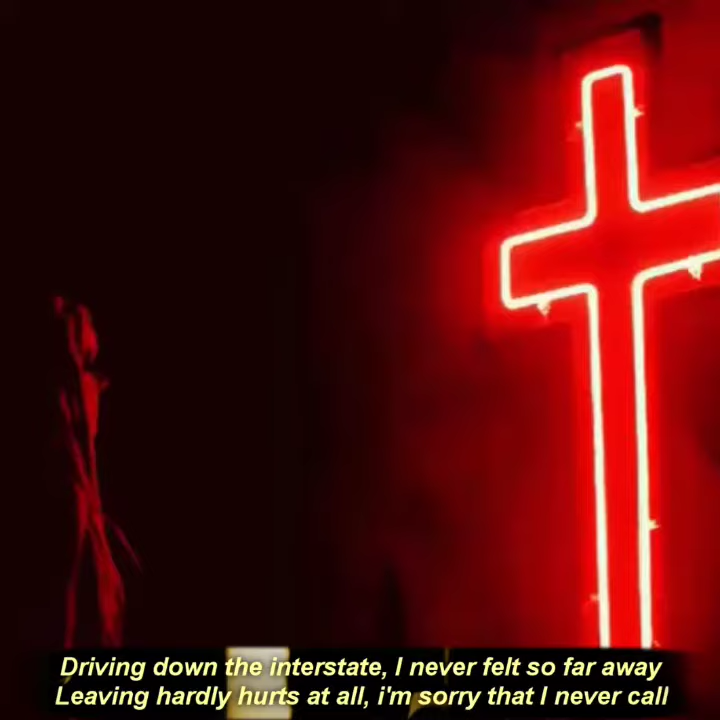 Driving down the interstate, I never felt so far away
Leaving hardly hurts at all, i'm sorry that I never call